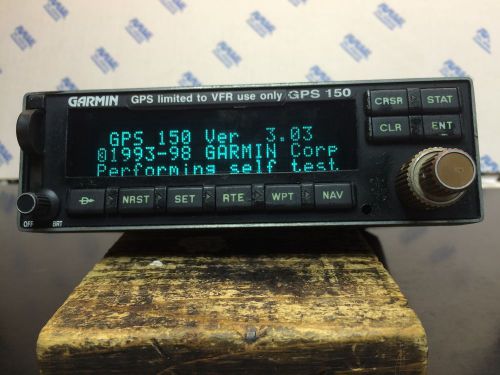 GARMIN GPS limited to VFR use only GPS 150
GPS 150 Ver 3.03
©1993-98 GARMIN Corp
Performing self test
CRSR STAT
CLR ENT
OFF BRT
NRST SET RTE WPT NAV